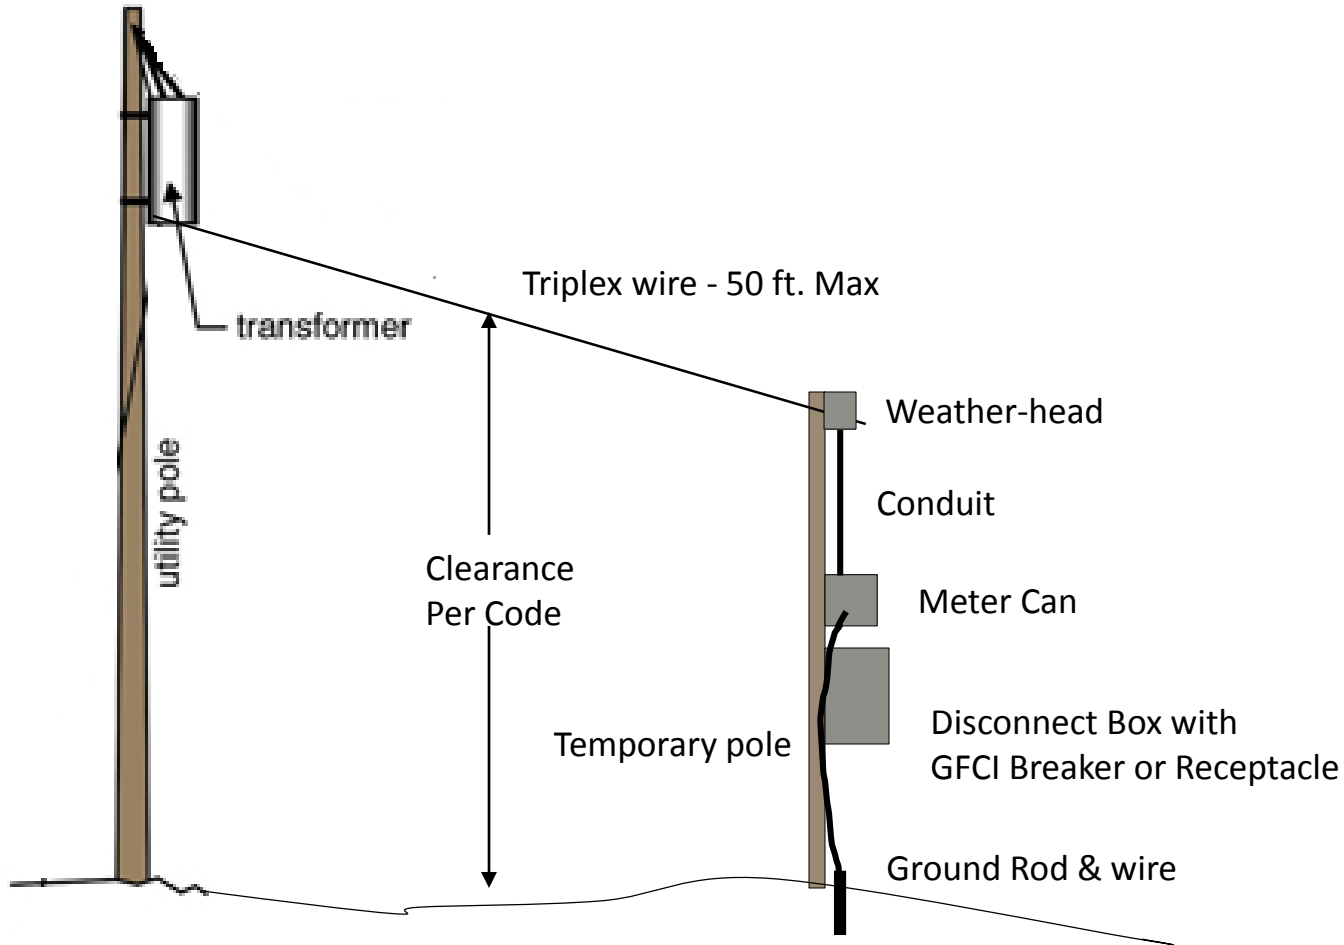 Triplex wire - 50 ft. Max
transformer
Weather-head
utility pole
Conduit
Clearance
Per Code
Meter Can
Temporary pole
Disconnect Box with
GFCI Breaker or Receptacle
Ground Rod & wire